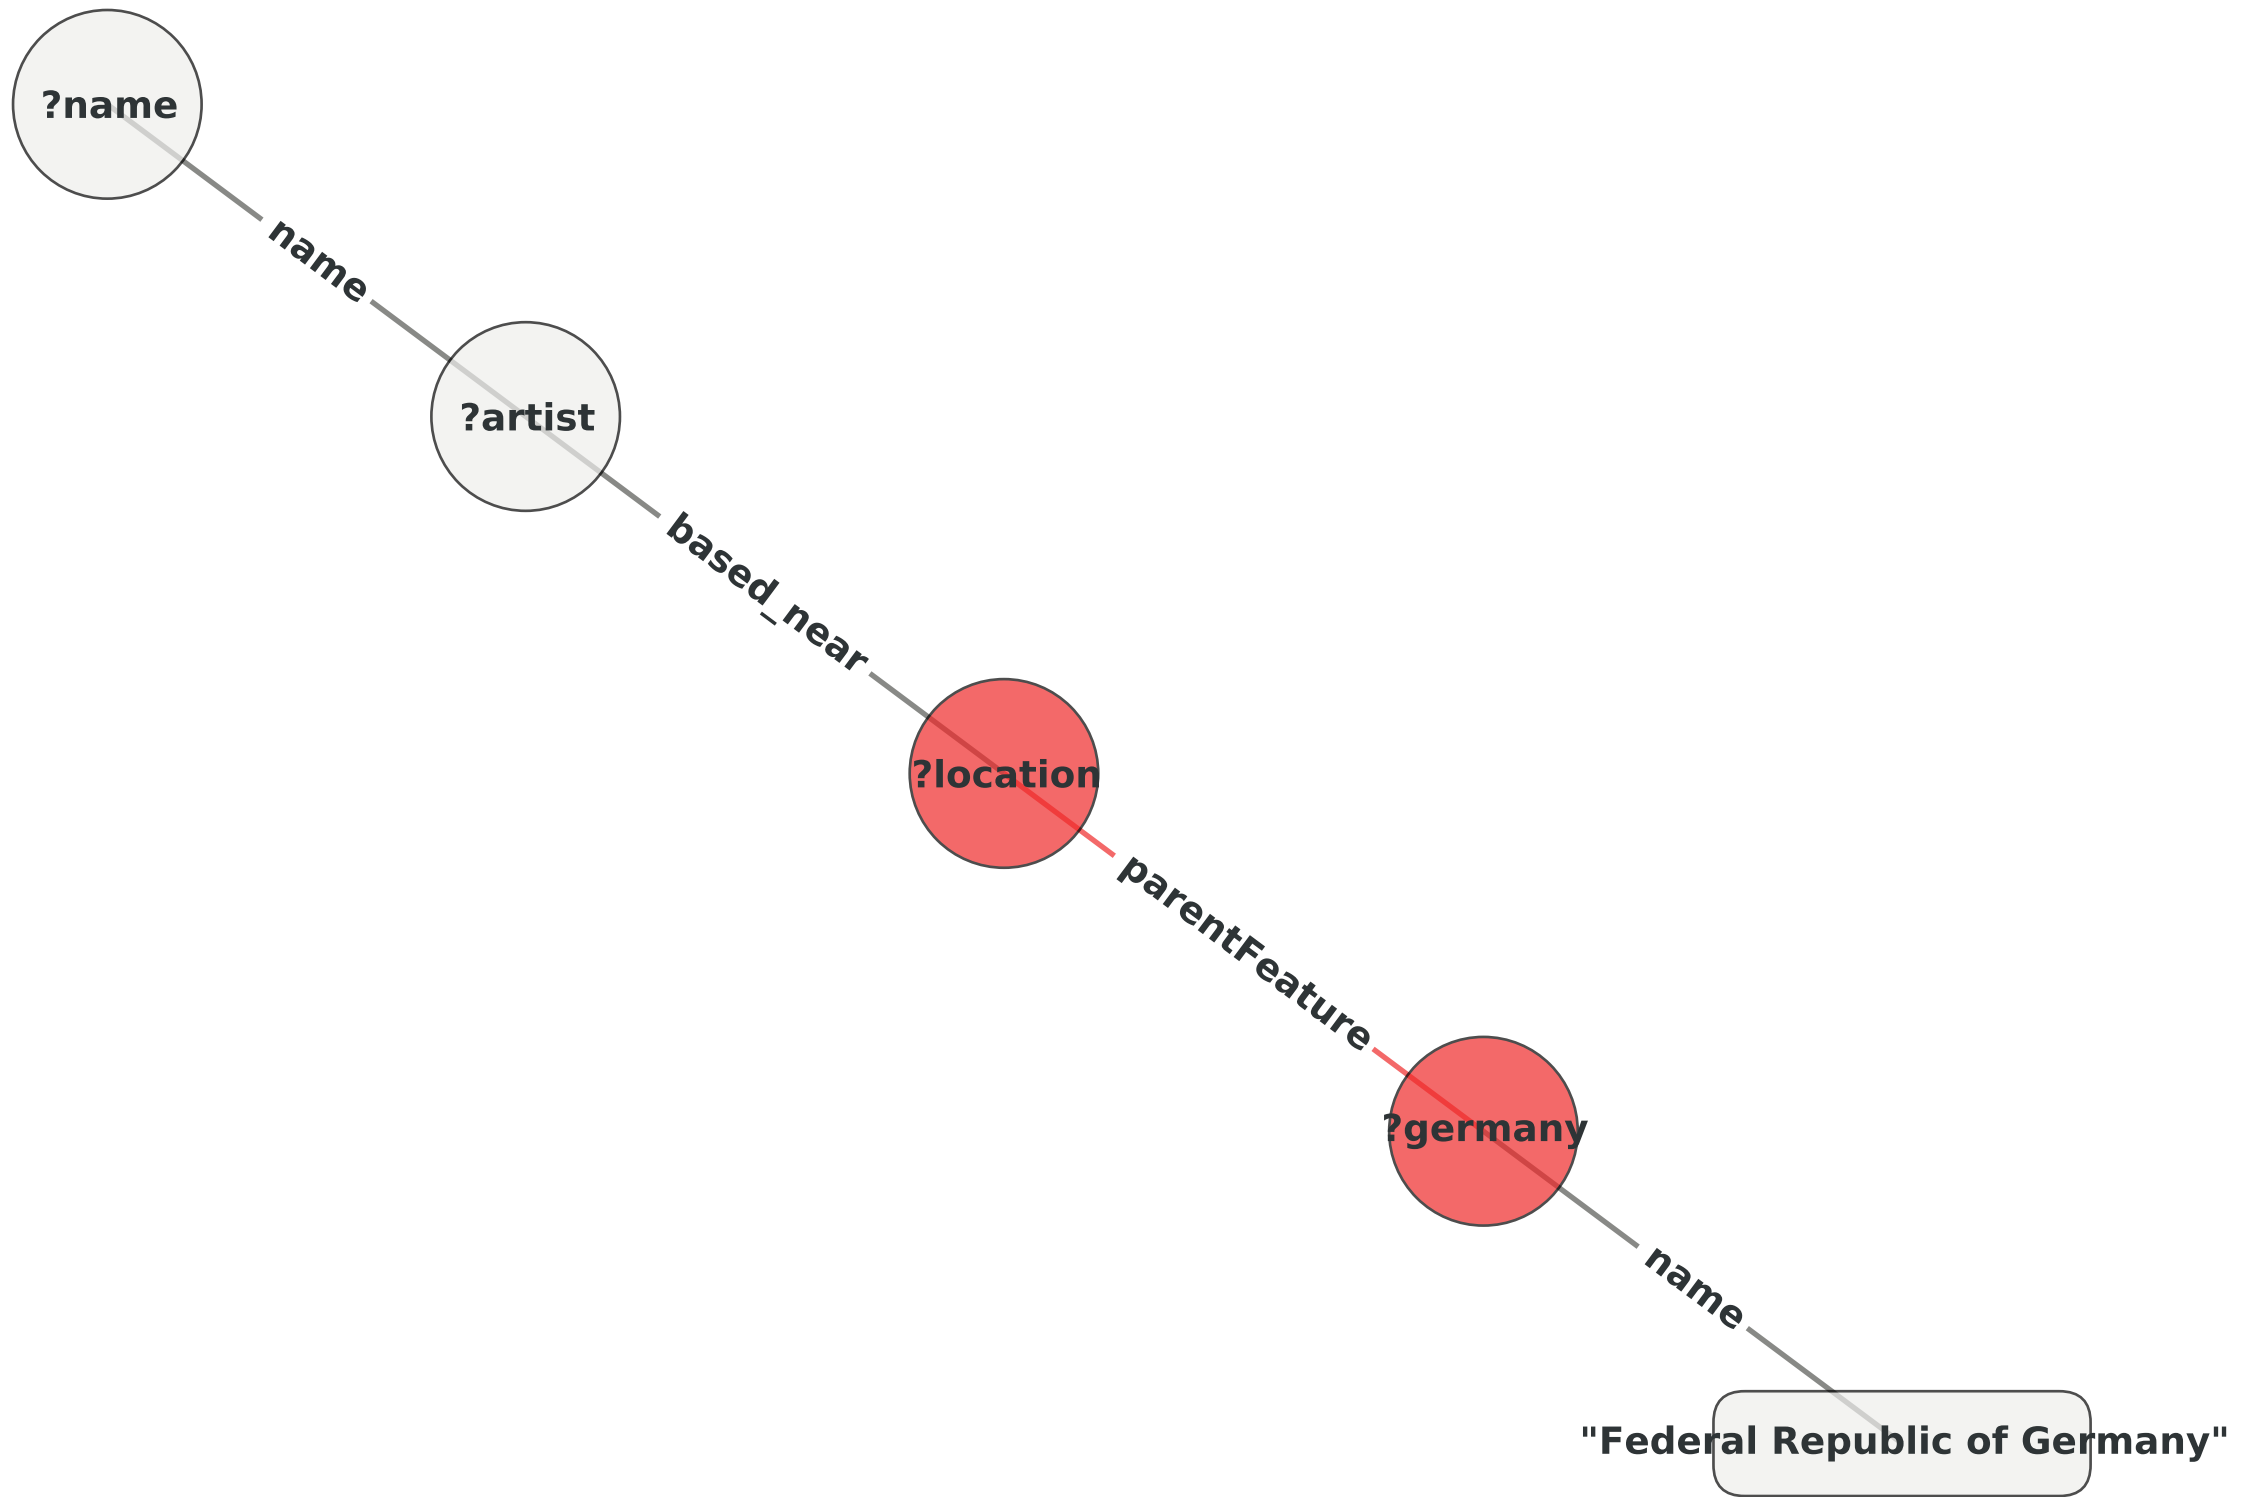 ?name
name
?artist
based_near
?location
parentFeature
?germany
name
"Federal Republic of Germany"